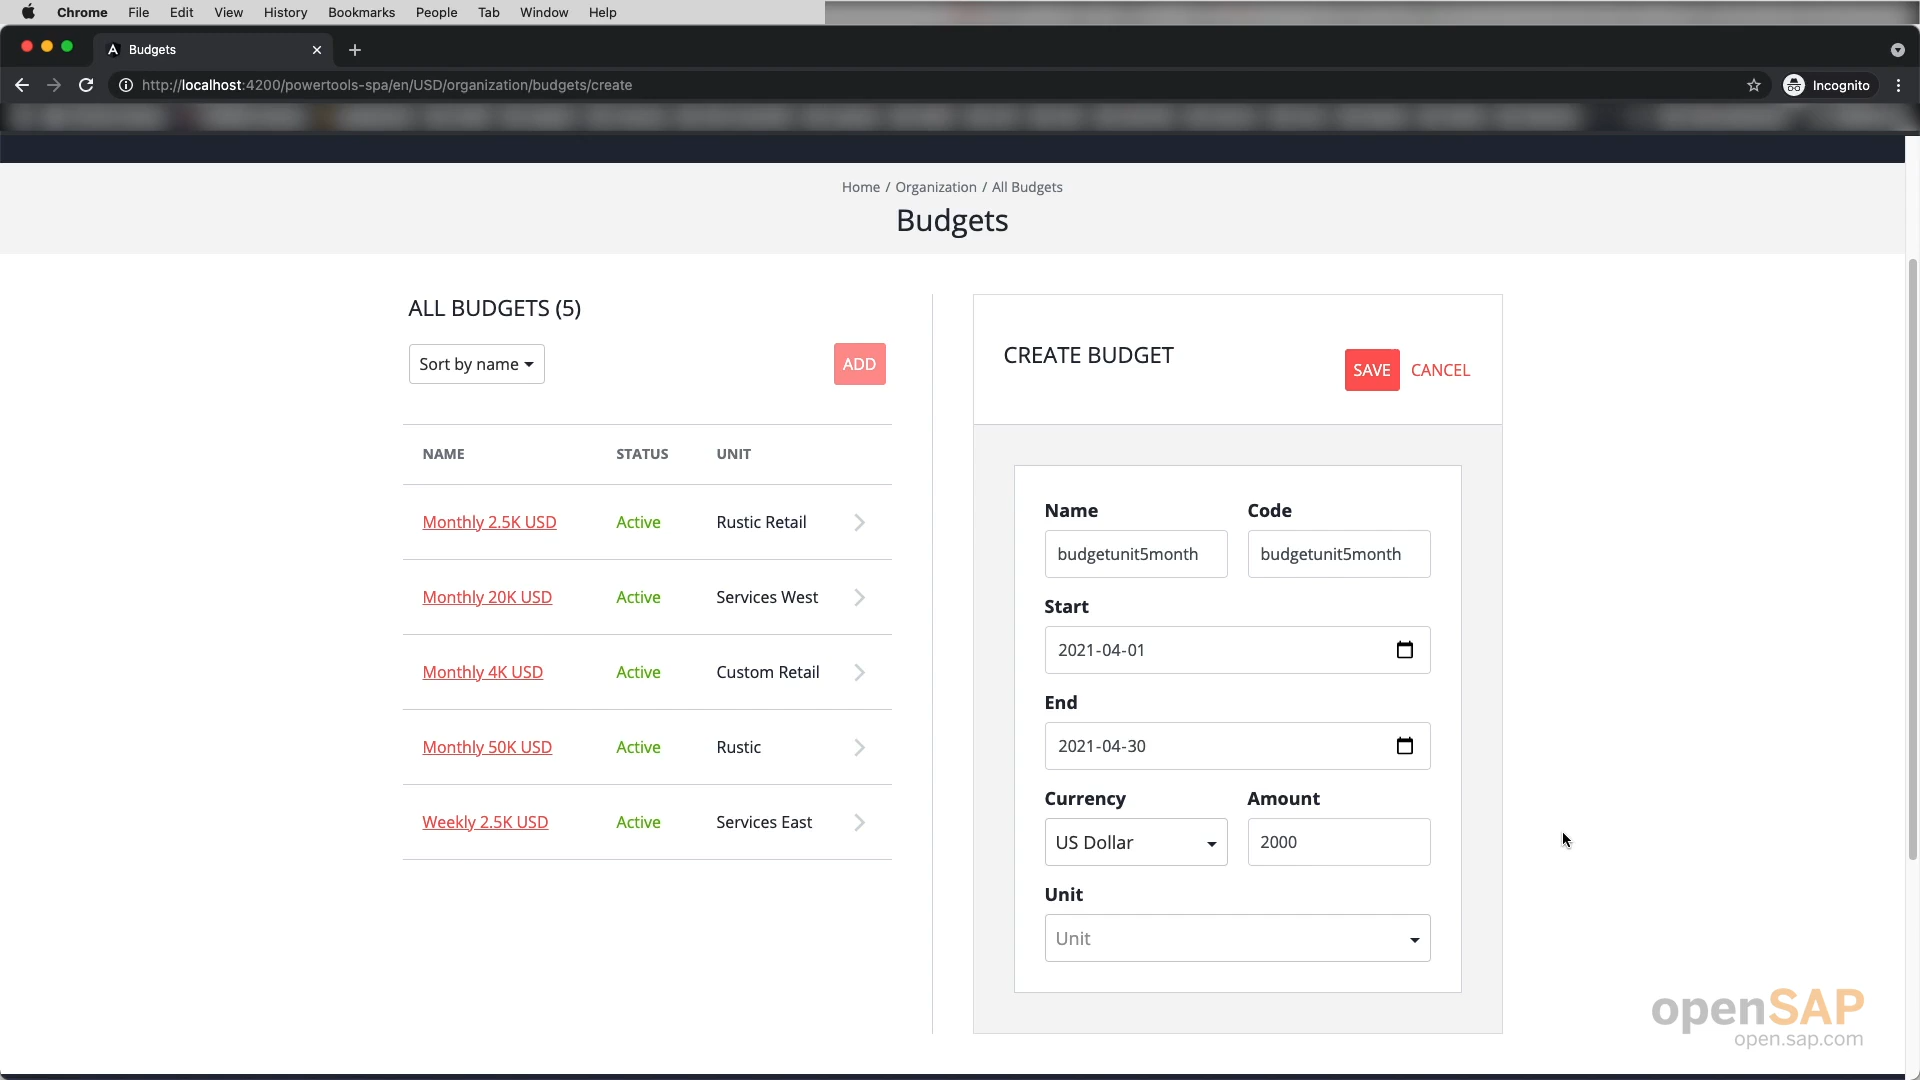 Chrome File Edit View History Bookmarks People Tab Window Help
Budgets
http://localhost:4200/powertools-spa/en/USD/organization/budgets/create
Incognito
Home / Organization / All Budgets
Budgets
ALL BUDGETS (5)
Sort by name
ADD
NAME STATUS UNIT
Monthly 2.5K USD Active Rustic Retail
Monthly 20K USD Active Services West
Monthly 4K USD Active Custom Retail
Monthly 50K USD Active Rustic
Weekly 2.5K USD Active Services East
CREATE BUDGET
SAVE CANCEL
Name Code
budgetunit5month budgetunit5month
Start
2021-04-01
End
2021-04-30
Currency Amount
US Dollar 2000
Unit
Unit
openSAP
open.sap.com